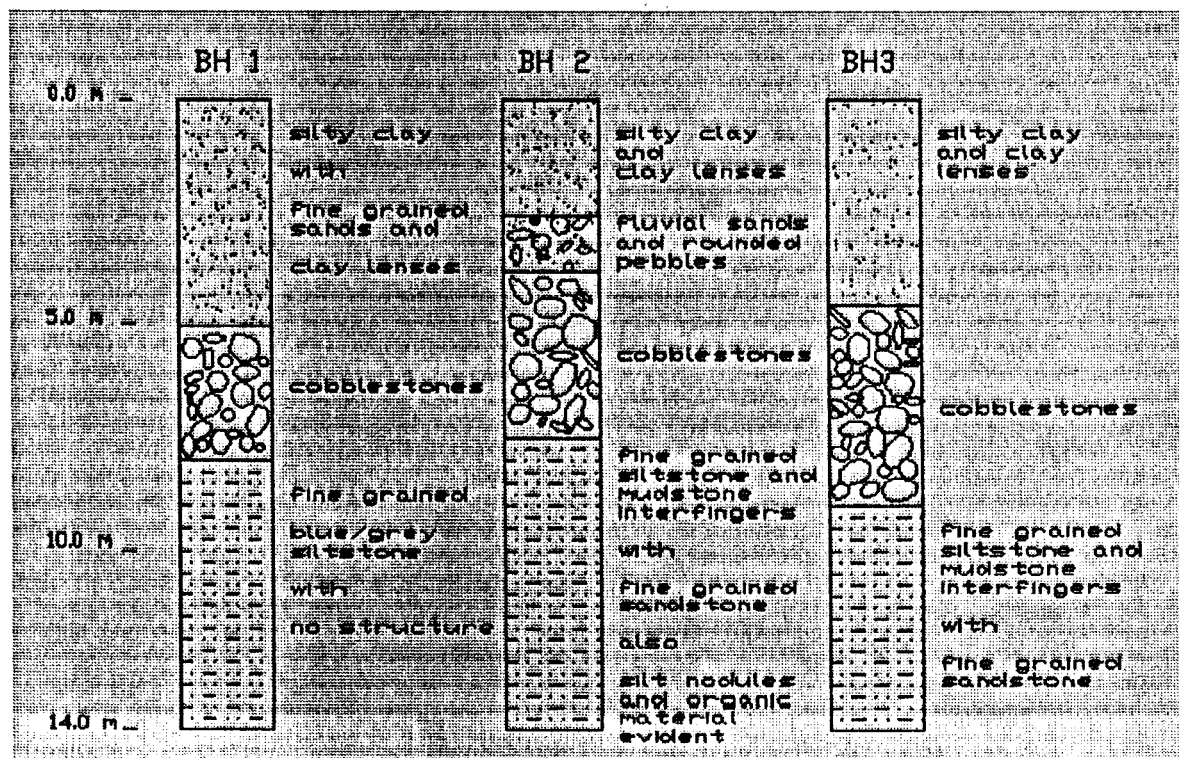 BH 1
BH 2
BH3
0.0 m
5.0 m
10.0 m
14.0 m
silty clay
with
fine grained
sands and
clay lenses
cobblestones
fine grained
blue/grey
siltstone
with
no structure
silty clay
and
clay lenses
fluvial sands
and rounded
pebbles
cobblestones
fine grained
siltstone and
mudstone
interfingers
with
fine grained
sandstone
also
silt nodules
and organic
material
evident
silty clay
and clay
lenses
cobblestones
fine grained
siltstone and
mudstone
interfingers
with
fine grained
sandstone